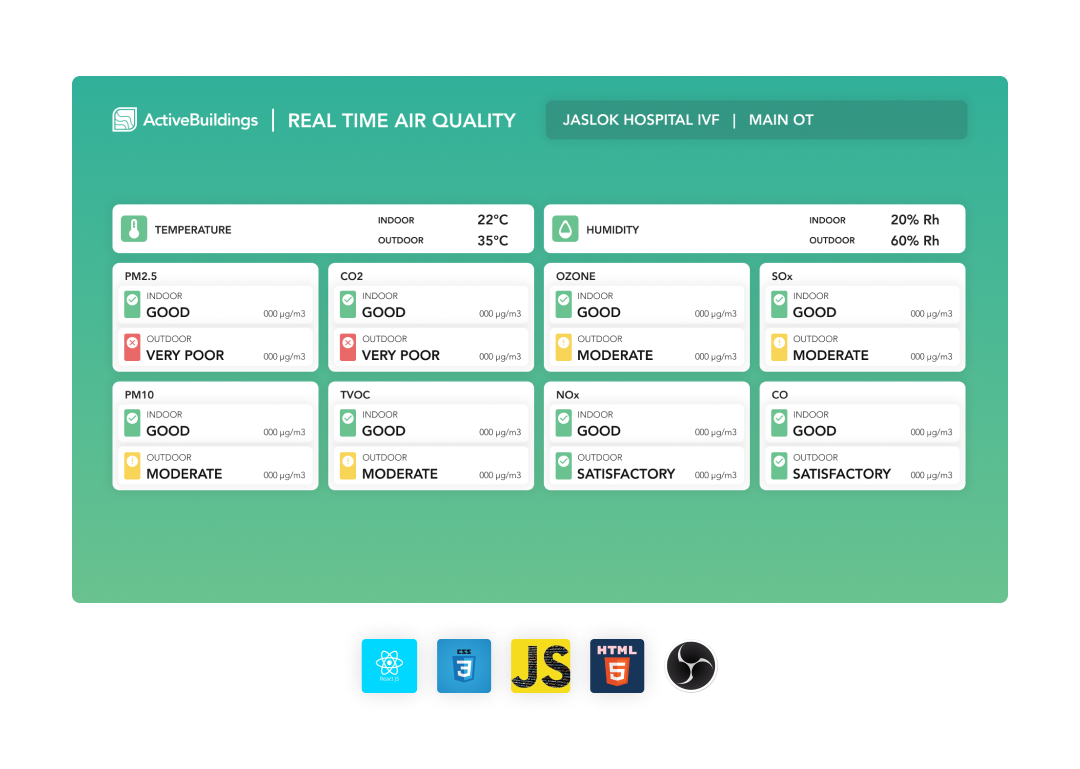 ActiveBuildings | REAL TIME AIR QUALITY
JASLOK HOSPITAL IVF | MAIN OT
TEMPERATURE
INDOOR 22°C
OUTDOOR 35°C
HUMIDITY
INDOOR 20% Rh
OUTDOOR 60% Rh
PM2.5
INDOOR
GOOD 000 µg/m3
OUTDOOR
VERY POOR 000 µg/m3
CO2
INDOOR
GOOD 000 µg/m3
OUTDOOR
VERY POOR 000 µg/m3
OZONE
INDOOR
GOOD 000 µg/m3
OUTDOOR
MODERATE 000 µg/m3
SOx
INDOOR
GOOD 000 µg/m3
OUTDOOR
MODERATE 000 µg/m3
PM10
INDOOR
GOOD 000 µg/m3
OUTDOOR
MODERATE 000 µg/m3
TVOC
INDOOR
GOOD 000 µg/m3
OUTDOOR
MODERATE 000 µg/m3
NOx
INDOOR
GOOD 000 µg/m3
OUTDOOR
SATISFACTORY 000 µg/m3
CO
INDOOR
GOOD 000 µg/m3
OUTDOOR
SATISFACTORY 000 µg/m3
React JS
CSS
3
JS
HTML
5